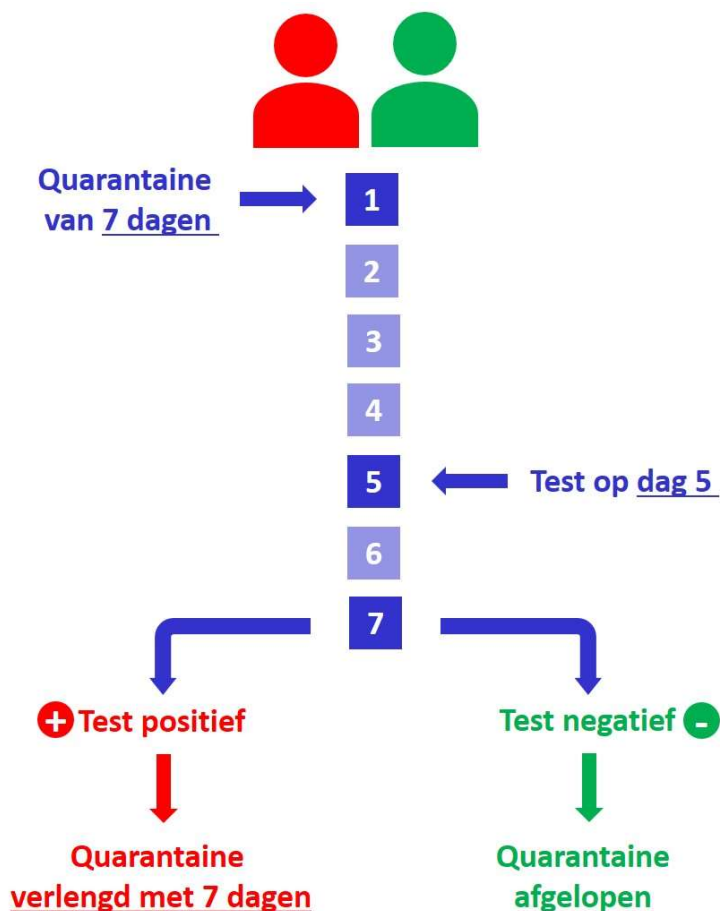 Quarantaine
van 7 dagen
1
2
3
4
5
Test op dag 5
6
7
+ Test positief
Test negatief -
Quarantaine
verlengd met 7 dagen
Quarantaine
afgelopen